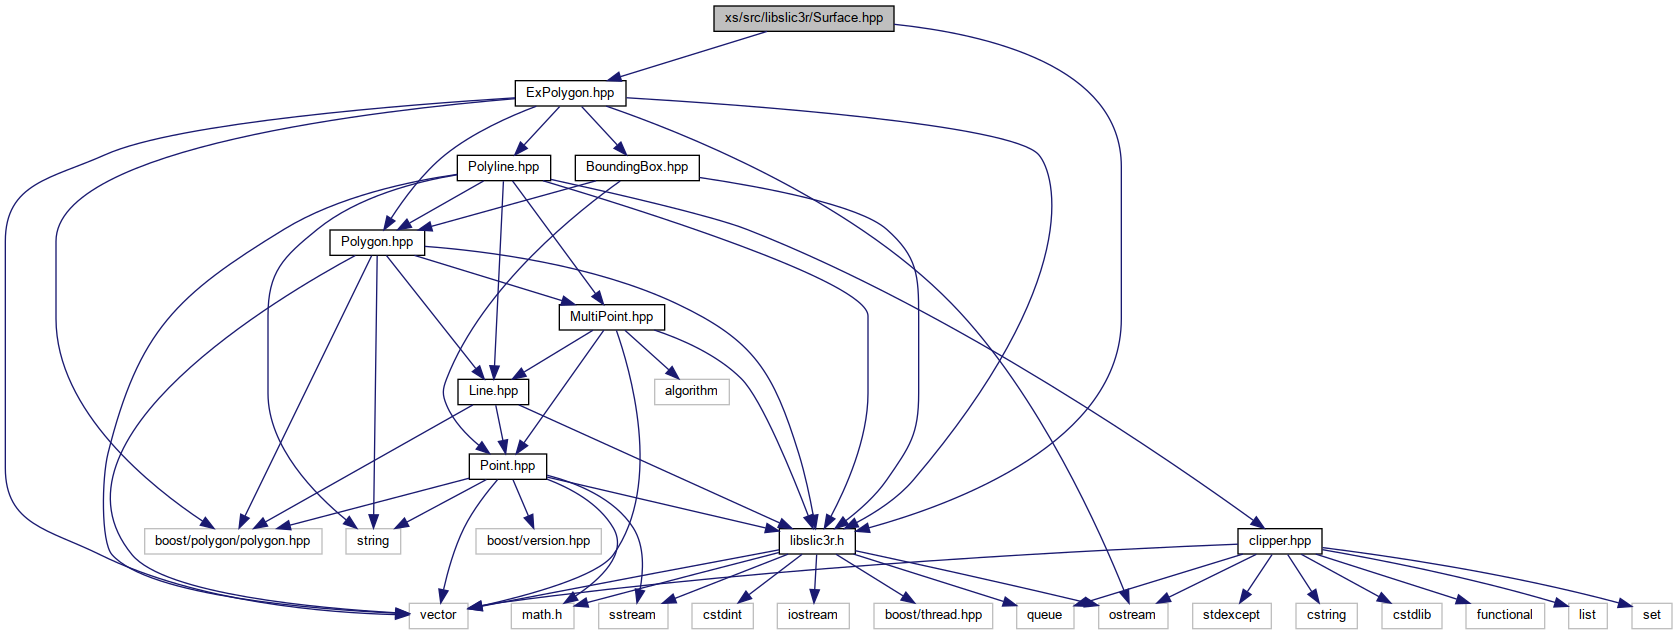 xs/src/libslic3r/Surface.hpp
ExPolygon.hpp
Polyline.hpp
BoundingBox.hpp
Polygon.hpp
MultiPoint.hpp
Line.hpp
algorithm
Point.hpp
boost/polygon/polygon.hpp
string
boost/version.hpp
libslic3r.h
clipper.hpp
vector
math.h
sstream
cstdint
iostream
boost/thread.hpp
queue
ostream
stdexcept
cstring
cstdlib
functional
list
set